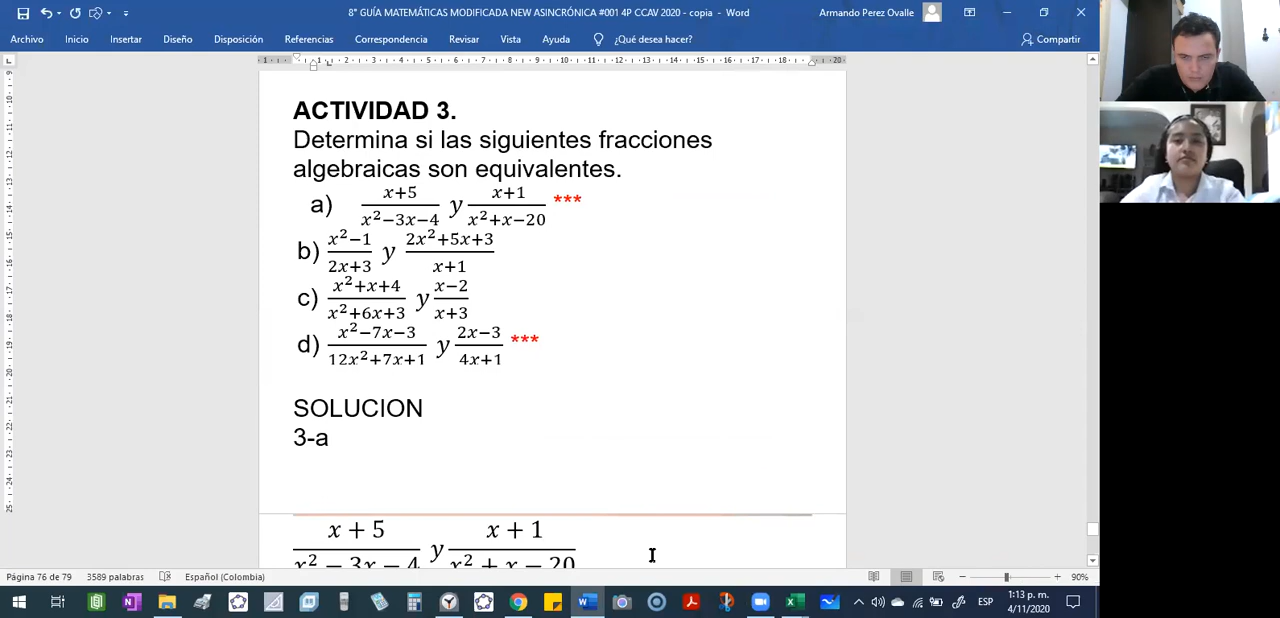 8° GUÍA MATEMÁTICAS MODIFICADA NEW ASINCRÓNICA #001 4P CCAV 2020 - copia - Word
Armando Perez Ovalle
Archivo Inicio Insertar Diseño Disposición Referencias Correspondencia Revisar Vista Ayuda ¿Qué desea hacer? Compartir
ACTIVIDAD 3.
Determina si las siguientes fracciones
algebraicas son equivalentes.
a) (x+5)/(x²−3x−4) y (x+1)/(x²+x−20) ***
b) (x²−1)/(2x+3) y (2x²+5x+3)/(x+1)
c) (x²+x+4)/(x²+6x+3) y (x−2)/(x+3)
d) (x²−7x−3)/(12x²+7x+1) y (2x−3)/(4x+1) ***
SOLUCION
3-a
(x + 5)/(x² − 3x − 4) y (x + 1)/(x² + x − 20)
Página 76 de 79 3589 palabras Español (Colombia) 90%
ESP 1:13 p. m.
4/11/2020